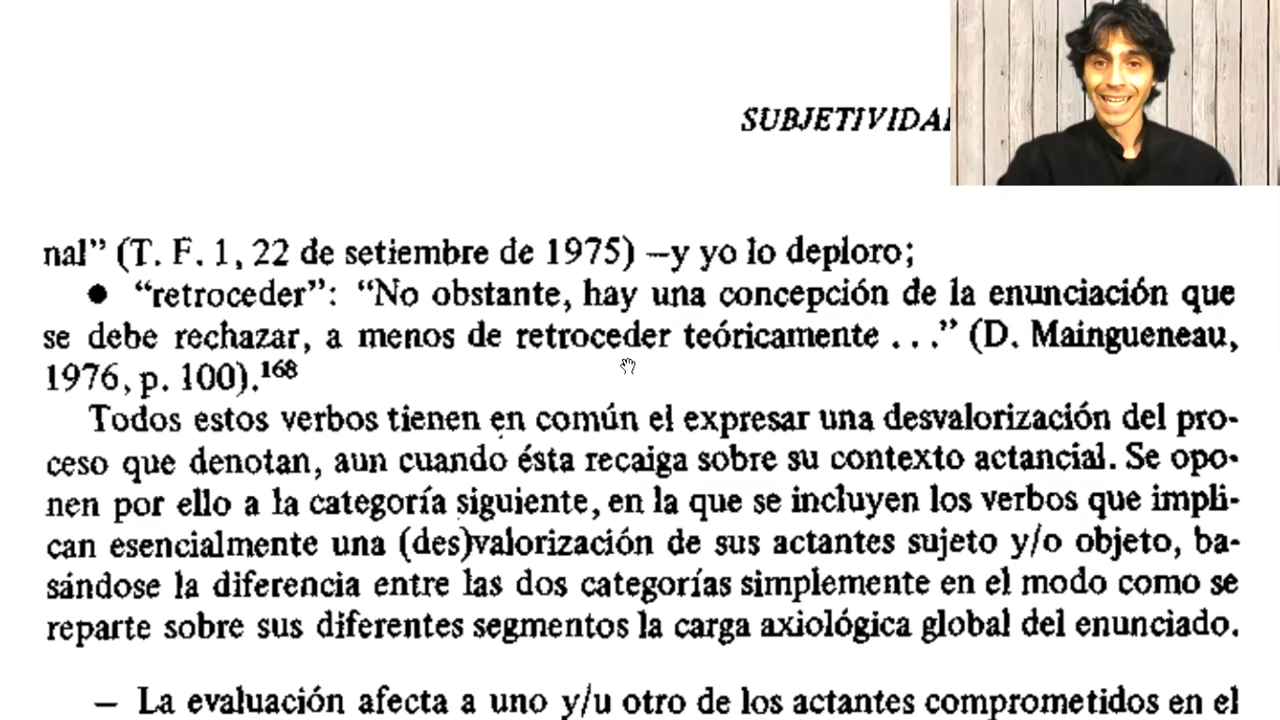 SUBJETIVIDA
nal” (T. F. 1, 22 de setiembre de 1975) —y yo lo deploro;
● “retroceder”: “No obstante, hay una concepción de la enunciación que
se debe rechazar, a menos de retroceder teóricamente ...” (D. Maingueneau,
1976, p. 100).¹⁶⁸
Todos estos verbos tienen en común el expresar una desvalorización del pro-
ceso que denotan, aun cuando ésta recaiga sobre su contexto actancial. Se opo-
nen por ello a la categoría siguiente, en la que se incluyen los verbos que impli-
can esencialmente una (des)valorización de sus actantes sujeto y/o objeto, ba-
sándose la diferencia entre las dos categorías simplemente en el modo como se
reparte sobre sus diferentes segmentos la carga axiológica global del enunciado.
— La evaluación afecta a uno y/u otro de los actantes comprometidos en el